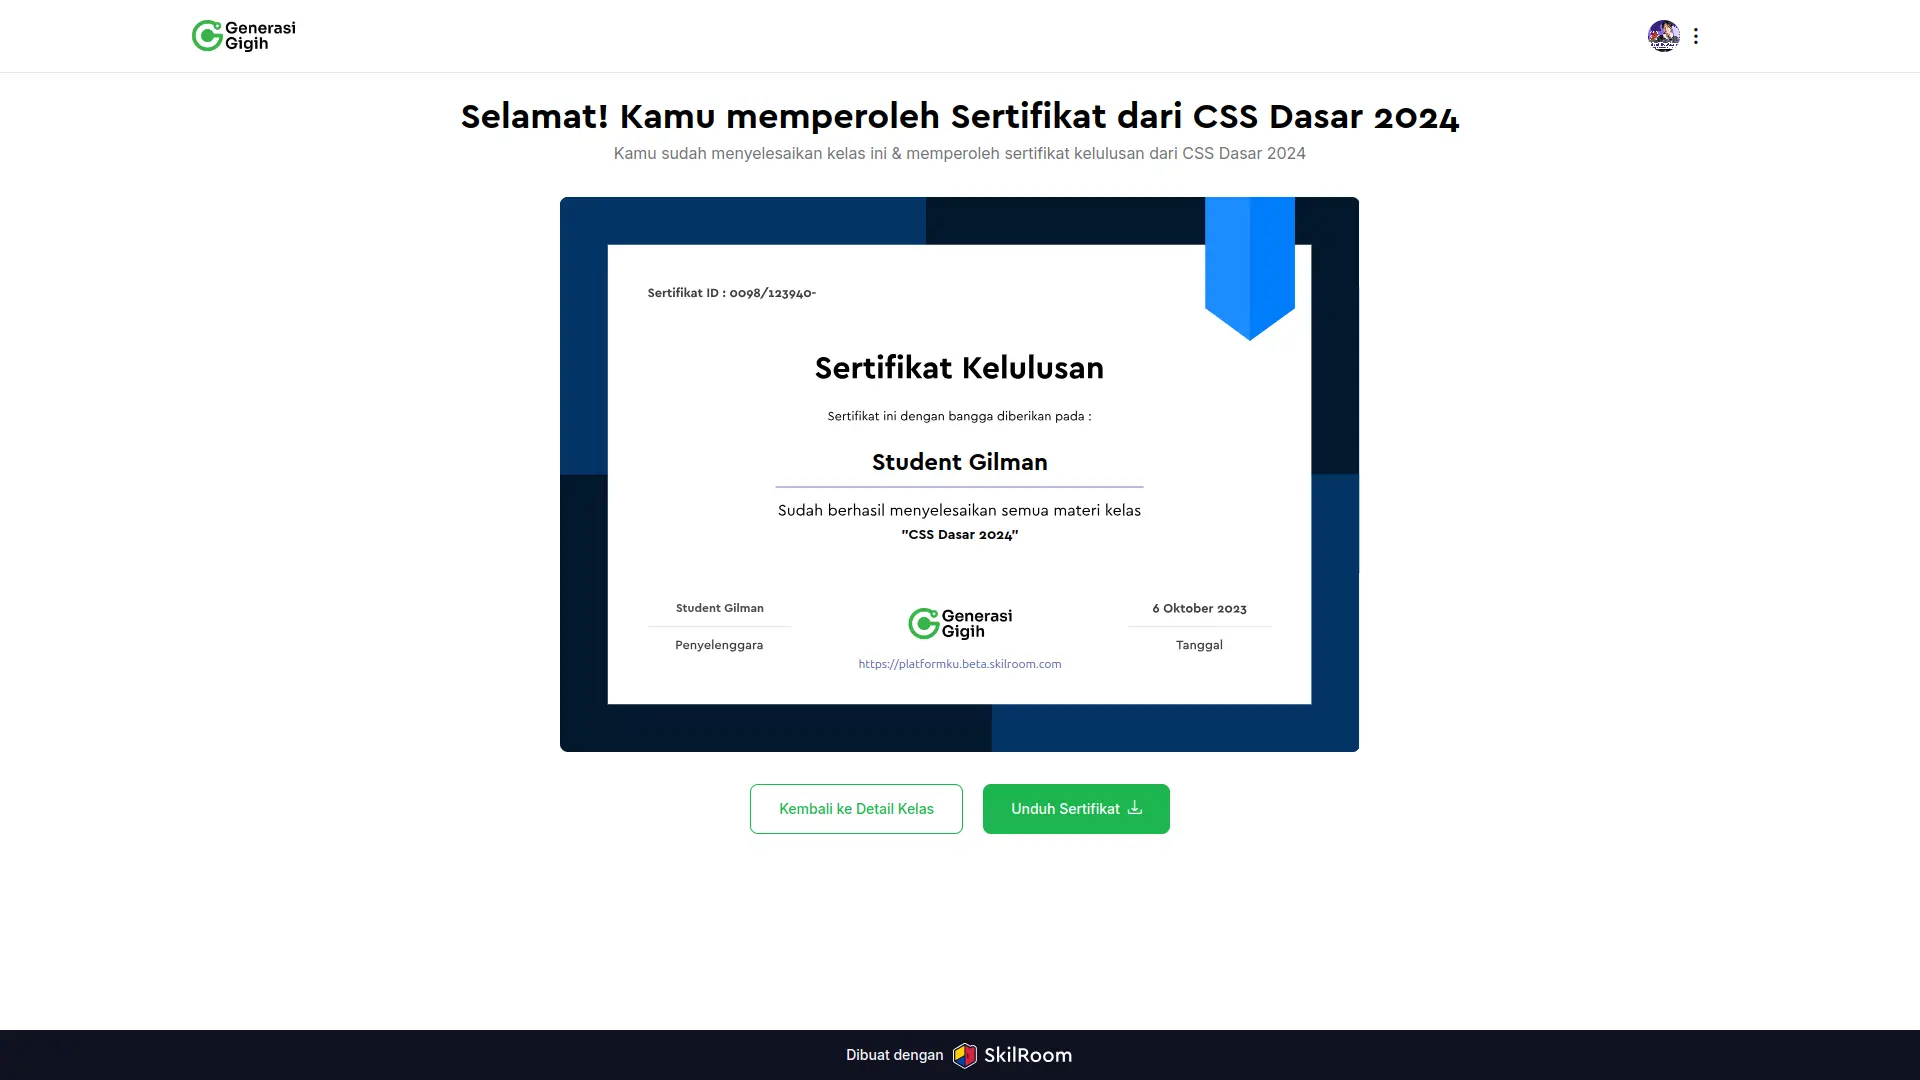 Generasi
Gigih
Selamat! Kamu memperoleh Sertifikat dari CSS Dasar 2024
Kamu sudah menyelesaikan kelas ini & memperoleh sertifikat kelulusan dari CSS Dasar 2024
Sertifikat ID : 0098/123940-
Sertifikat Kelulusan
Sertifikat ini dengan bangga diberikan pada :
Student Gilman
Sudah berhasil menyelesaikan semua materi kelas
"CSS Dasar 2024"
Student Gilman
Penyelenggara
Generasi
Gigih
https://platformku.beta.skilroom.com
6 Oktober 2023
Tanggal
Kembali ke Detail Kelas
Unduh Sertifikat
Dibuat dengan SkilRoom